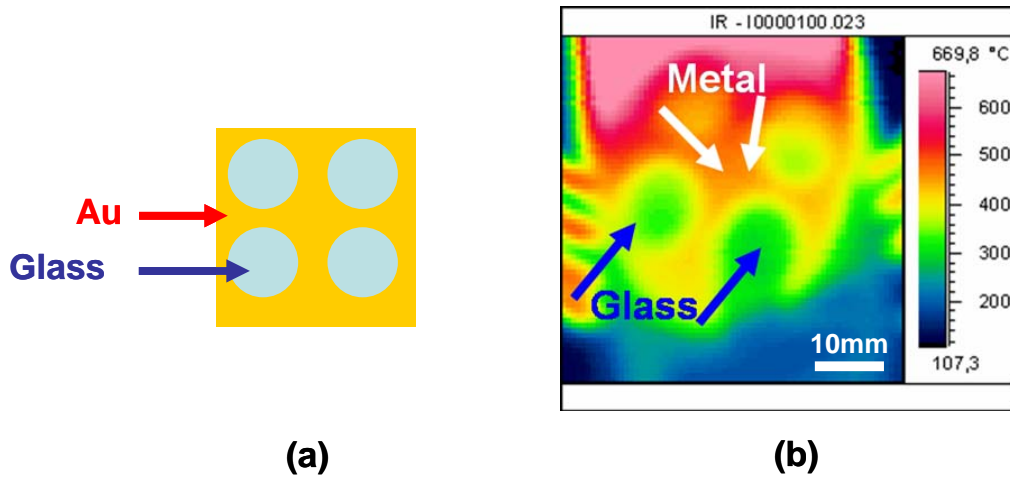 Au
Glass
(a)
IR - I0000100.023
669,8 °C
600
500
400
300
200
107,3
Metal
Glass
10mm
(b)